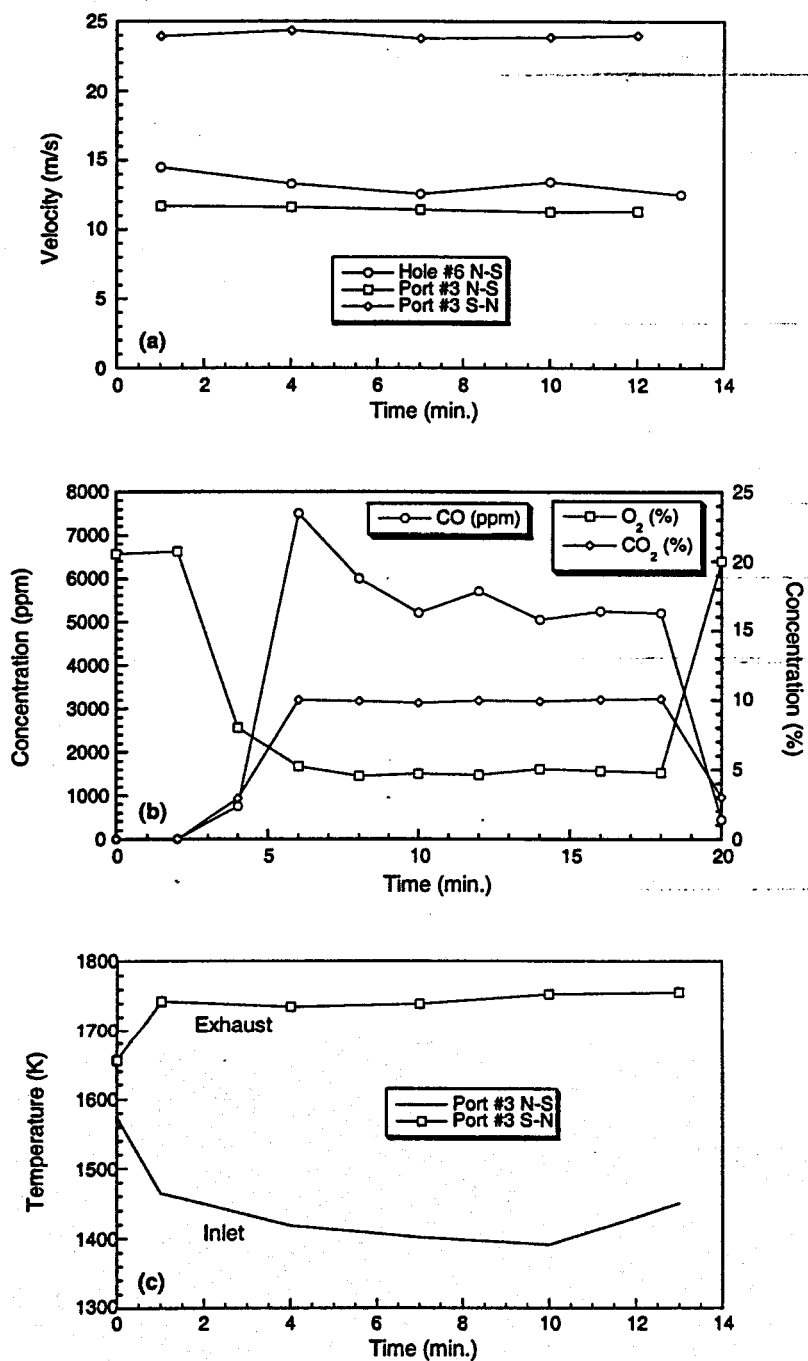 25
20
15
10
5
0
Velocity (m/s)
Hole #6 N-S
Port #3 N-S
Port #3 S-N
(a)
0 2 4 6 8 10 12 14
Time (min.)
8000
7000
6000
5000
4000
3000
2000
1000
0
Concentration (ppm)
CO (ppm)
O2 (%)
CO2 (%)
25
20
15
10
5
0
Concentration (%)
(b)
0 5 10 15 20
Time (min.)
1800
1700
1600
1500
1400
1300
Temperature (K)
Exhaust
Port #3 N-S
Port #3 S-N
Inlet
(c)
0 2 4 6 8 10 12 14
Time (min.)